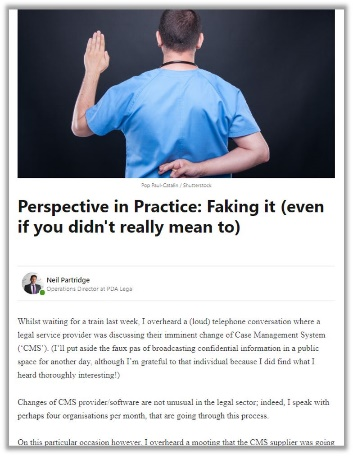 Pop Paul-Catalin / Shutterstock
Perspective in Practice: Faking it (even
if you didn't really mean to)
Neil Partridge
Operations Director at PDA Legal
Whilst waiting for a train last week, I overheard a (loud) telephone conversation where a
legal service provider was discussing their imminent change of Case Management System
('CMS'). (I'll put aside the faux pas of broadcasting confidential information in a public
space for another day, although I'm grateful to that individual because I did find what I
heard thoroughly interesting!)
Changes of CMS provider/software are not unusual in the legal sector; indeed, I speak with
perhaps four organisations per month, that are going through this process.
On this particular occasion however, I overheard a mooting that the CMS supplier was going